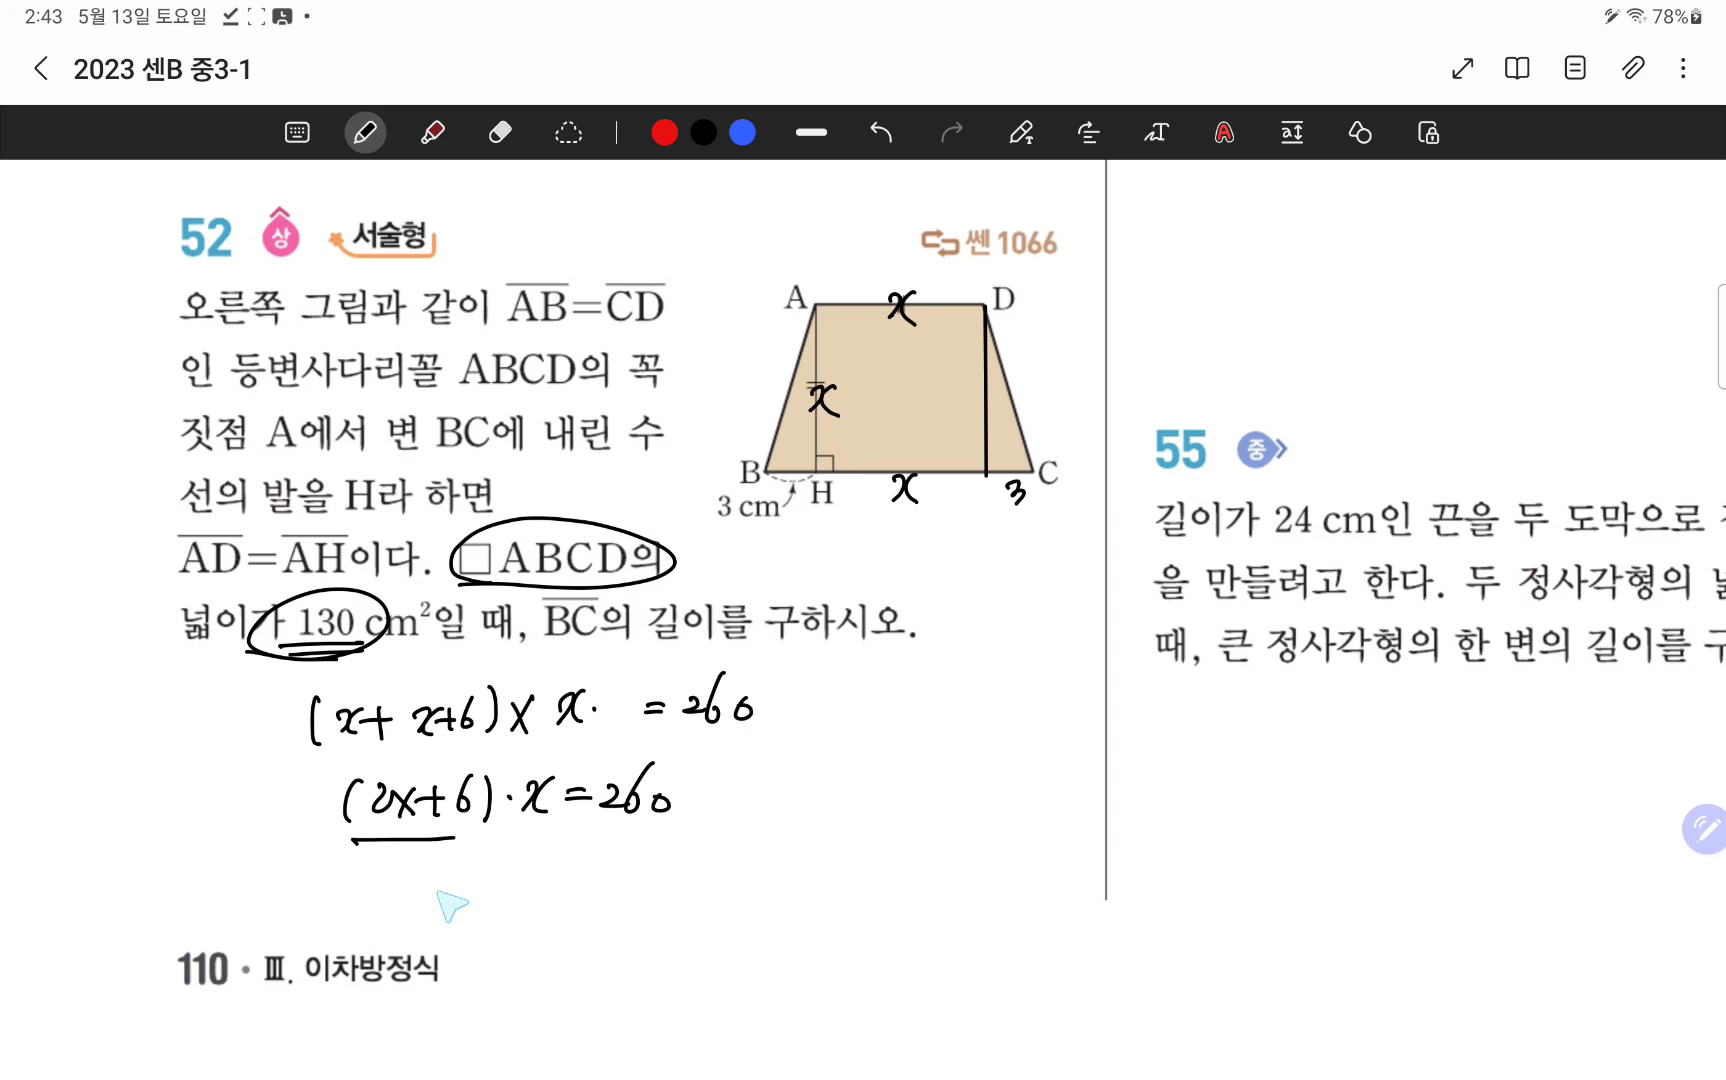 2:43 5월 13일 토요일
78%
2023 센B 중3-1
52 상 서술형
쎈 1066
오른쪽 그림과 같이 AB=CD
인 등변사다리꼴 ABCD의 꼭
짓점 A에서 변 BC에 내린 수
선의 발을 H라 하면
AD=AH이다. □ABCD의
넓이가 130 cm²일 때, BC의 길이를 구하시오.
A x D
x
B H x 3 C
3 cm
(x+x+6)×x. =260
(2x+6)·x=260
110 · Ⅲ. 이차방정식
55 중
길이가 24 cm인 끈을 두 도막으로
을 만들려고 한다. 두 정사각형의
때, 큰 정사각형의 한 변의 길이를 구